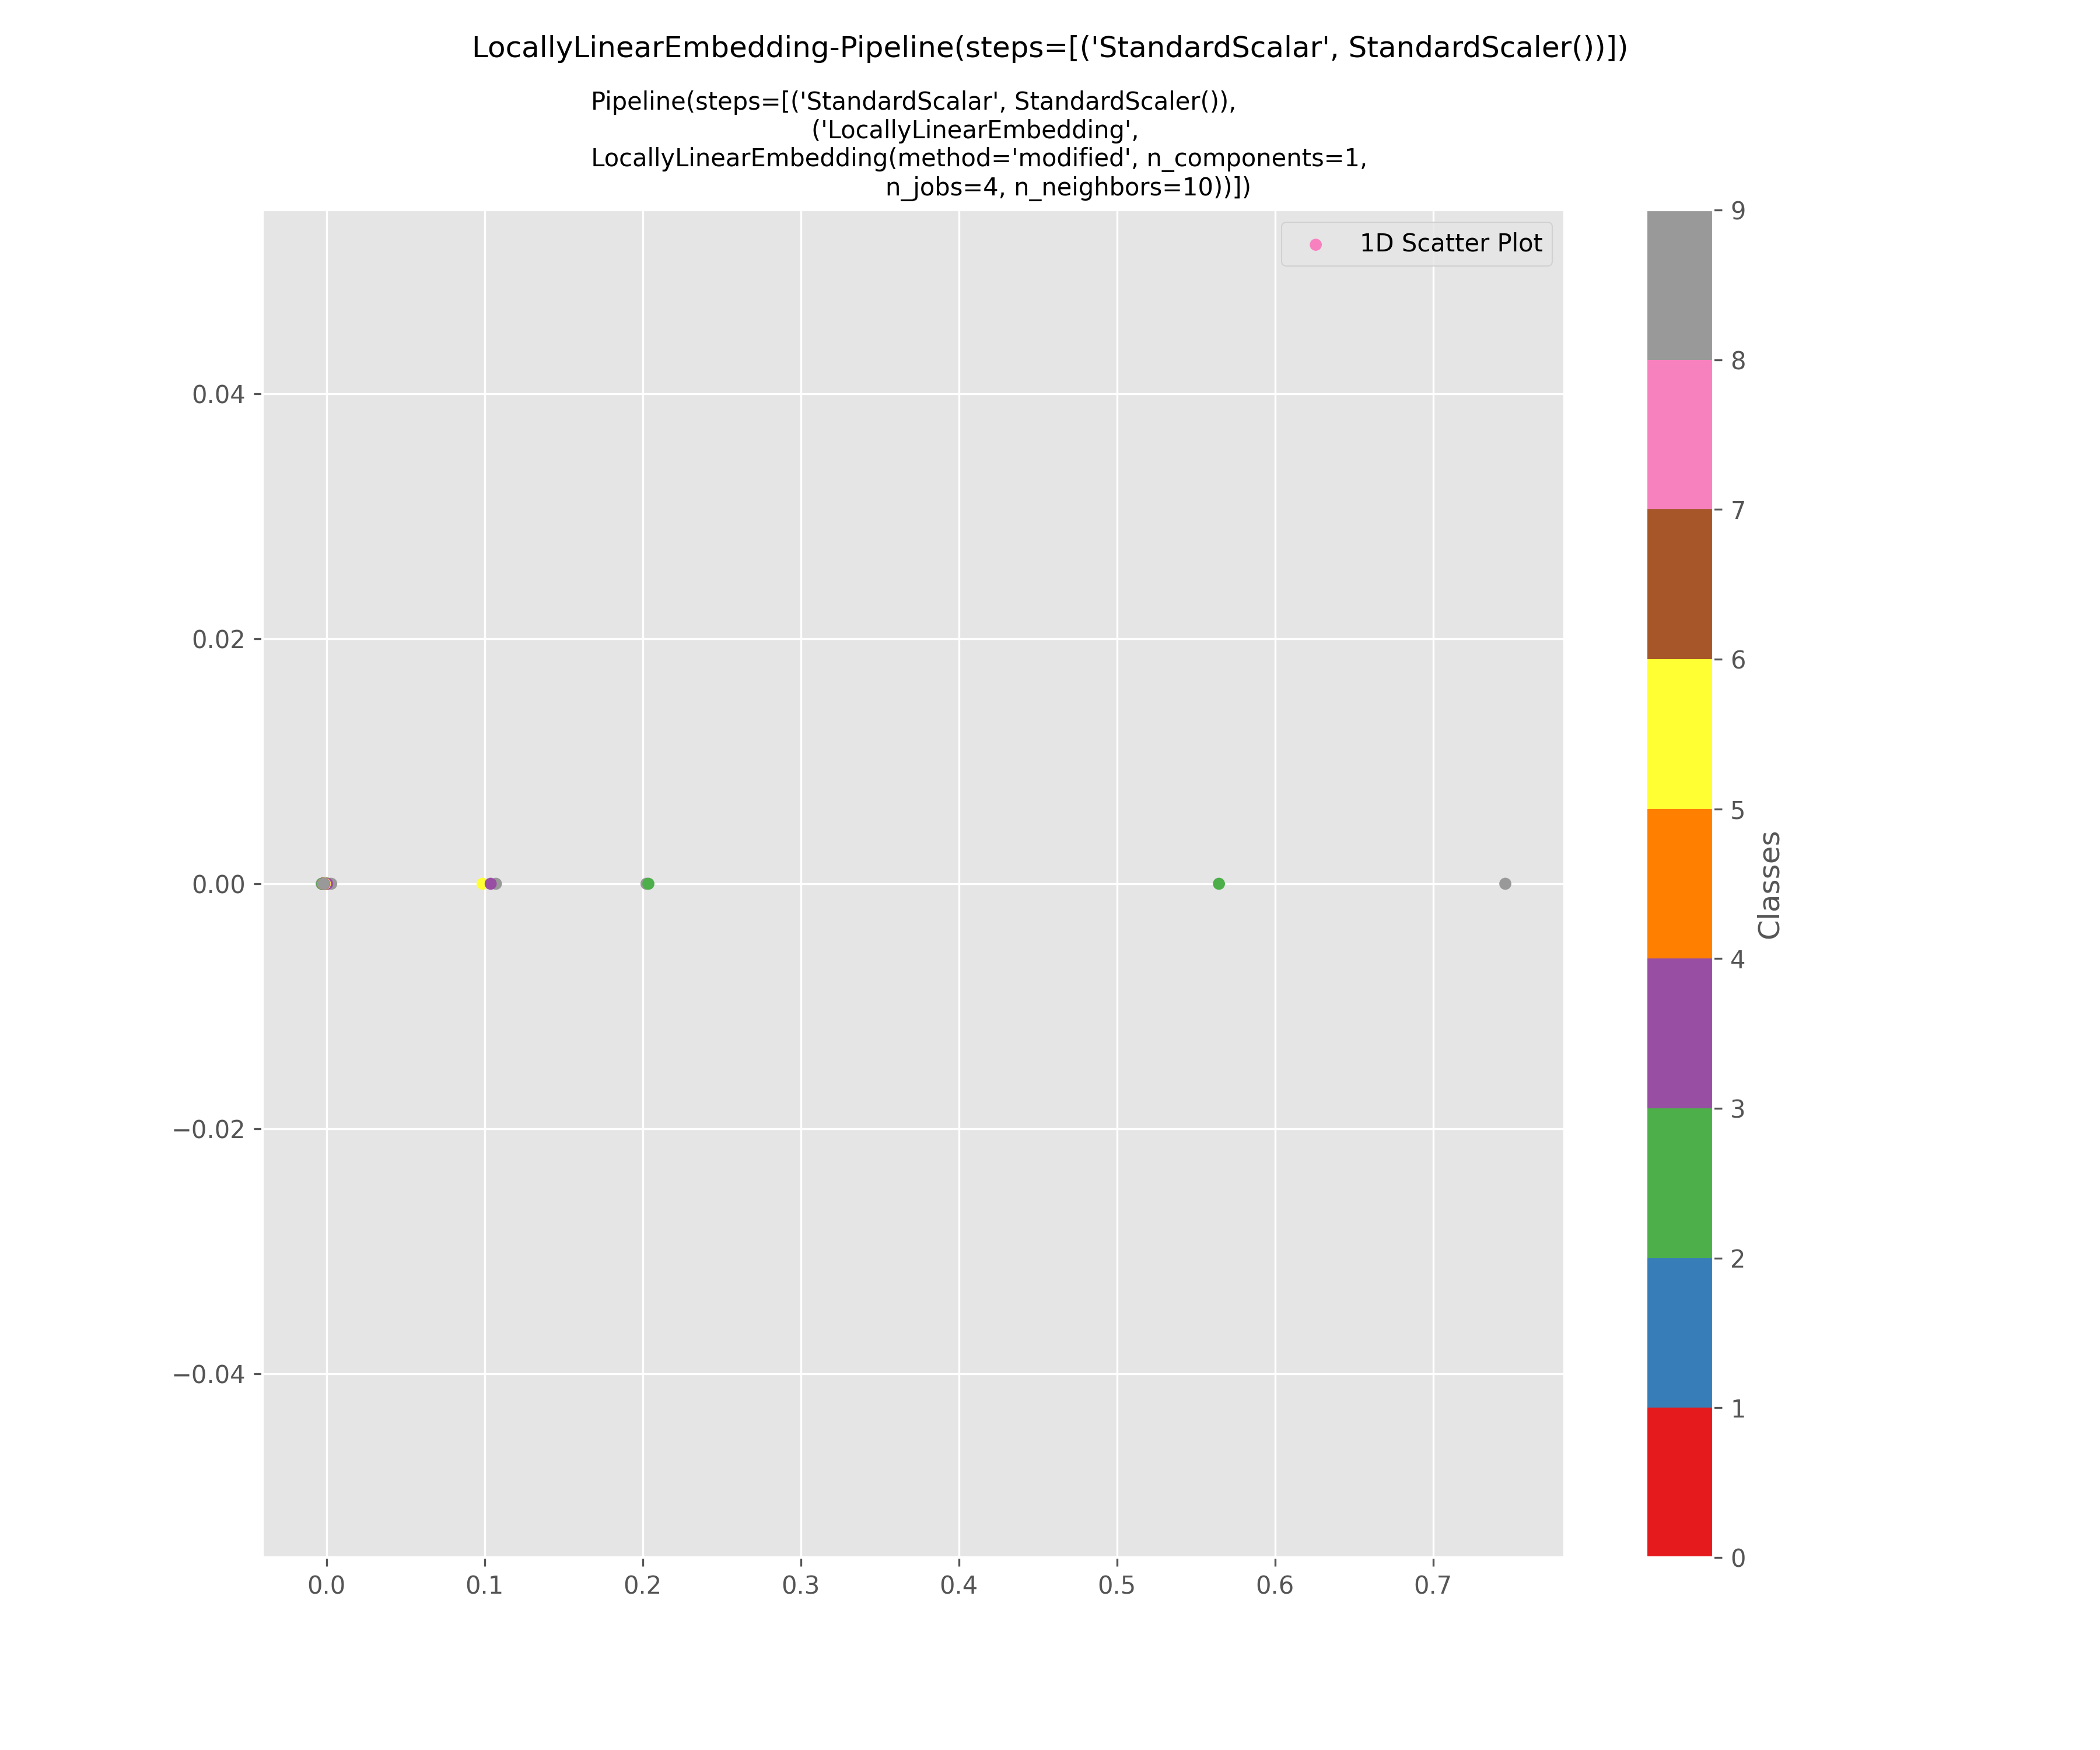 LocallyLinearEmbedding-Pipeline(steps=[('StandardScalar', StandardScaler())])
Pipeline(steps=[('StandardScalar', StandardScaler()),
('LocallyLinearEmbedding',
LocallyLinearEmbedding(method='modified', n_components=1,
n_jobs=4, n_neighbors=10))])
1D Scatter Plot
0.04
0.02
0.00
−0.02
−0.04
0.0 0.1 0.2 0.3 0.4 0.5 0.6 0.7
9
8
7
6
5
4
3
2
1
0
Classes